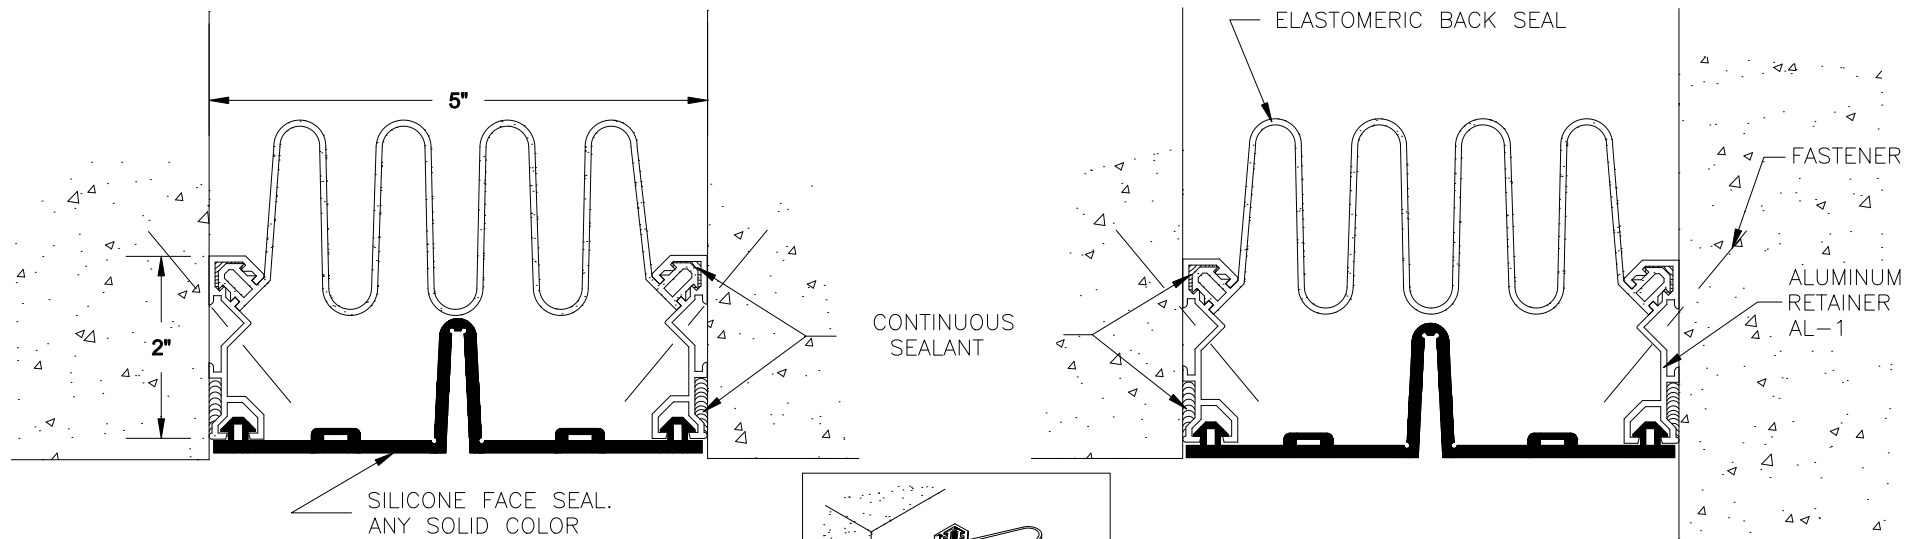 ELASTOMERIC BACK SEAL
5"
FASTENER
ALUMINUM
RETAINER
AL-1
2"
CONTINUOUS
SEALANT
SILICONE FACE SEAL.
ANY SOLID COLOR